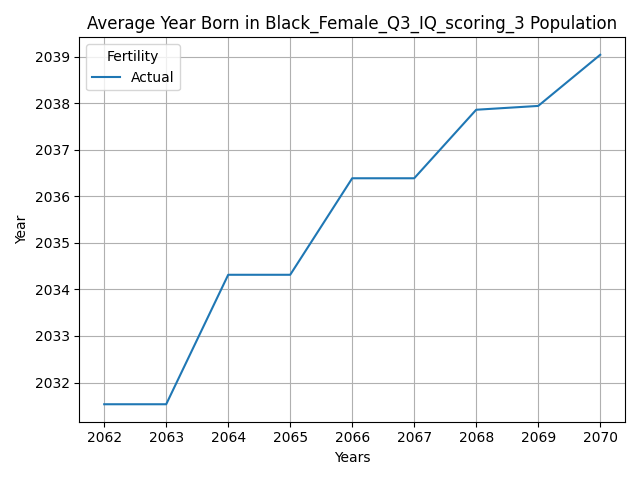 Average Year Born in Black_Female_Q3_IQ_scoring_3 Population
Fertility
Actual
2039
2038
2037
2036
2035
2034
2033
2032
Year
2062 2063 2064 2065 2066 2067 2068 2069 2070
Years